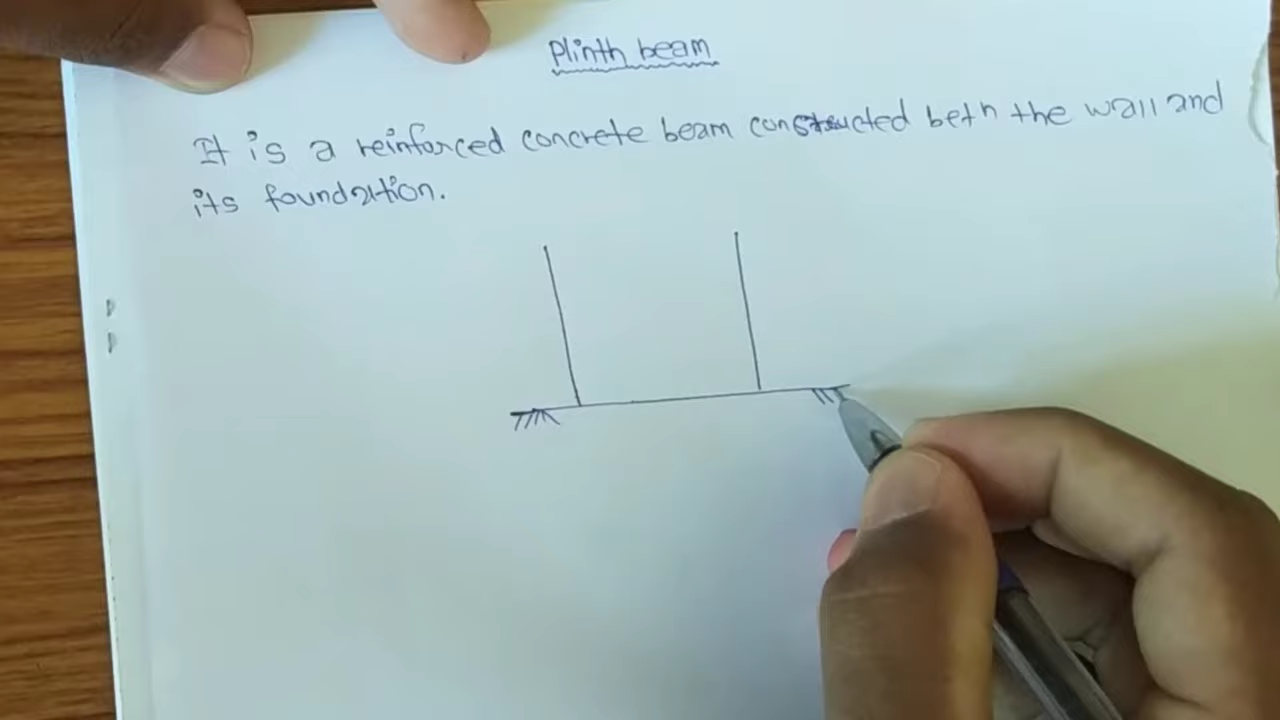 Plinth beam
It is a reinforced concrete beam constructed betn the wall and
its foundation.